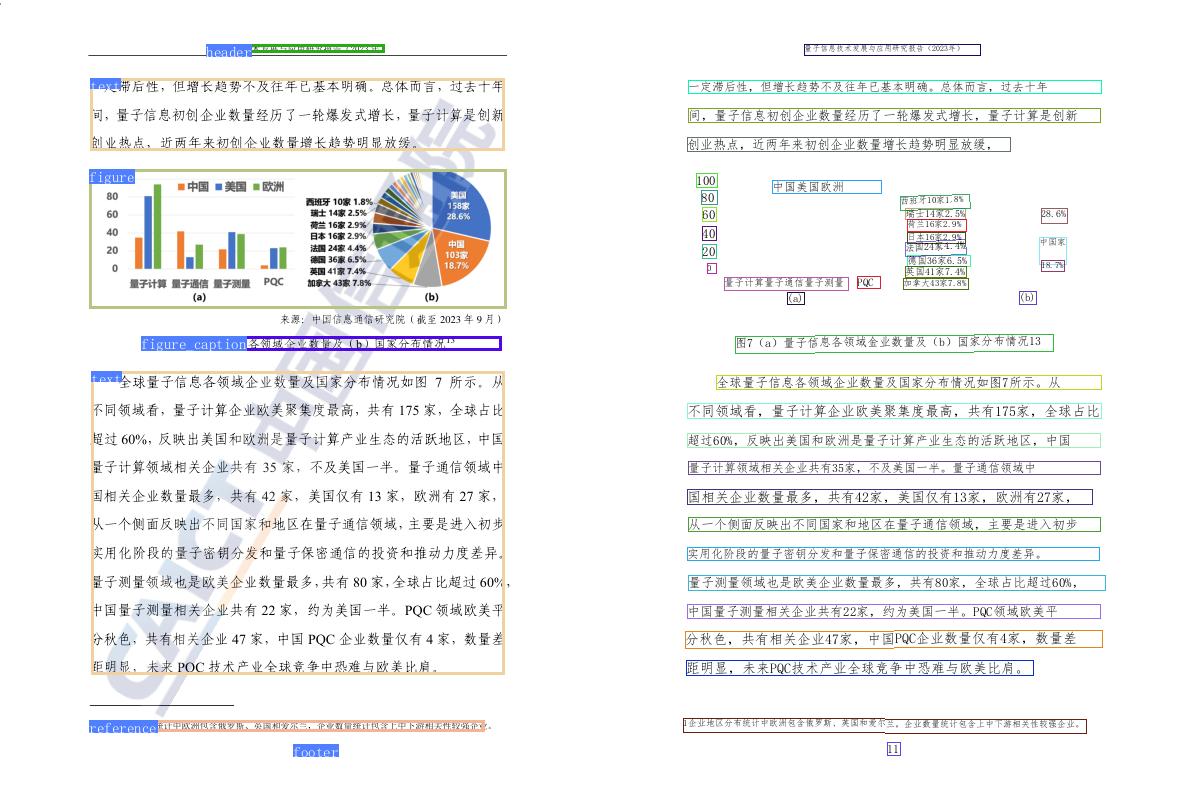 header
text 滞后性，但增长趋势不及往年已基本明确。总体而言，过去十年
间，量子信息初创企业数量经历了一轮爆发式增长，量子计算是创新
创业热点，近两年来初创企业数量增长趋势明显放缓。
figure
中国 美国 欧洲
80
60
40
20
0
量子计算 量子通信 量子测量 PQC
(a)
西班牙 10家 1.8%
瑞士 14家 2.5%
荷兰 16家 2.9%
日本 16家 2.9%
法国 24家 4.4%
德国 36家 6.5%
英国 41家 7.4%
加拿大 43家 7.8%
美国
158家
28.6%
中国
103家
18.7%
(b)
来源：中国信息通信研究院（截至 2023 年 9 月）
figure_caption 各领域企业数量及（b）国家分布情况13
text
全球量子信息各领域企业数量及国家分布情况如图 7 所示。从
不同领域看，量子计算企业欧美聚集度最高，共有 175 家，全球占比
超过 60%，反映出美国和欧洲是量子计算产业生态的活跃地区，中国
量子计算领域相关企业共有 35 家，不及美国一半。量子通信领域中
国相关企业数量最多，共有 42 家，美国仅有 13 家，欧洲有 27 家，
从一个侧面反映出不同国家和地区在量子通信领域，主要是进入初步
实用化阶段的量子密钥分发和量子保密通信的投资和推动力度差异。
量子测量领域也是欧美企业数量最多，共有 80 家，全球占比超过 60%，
中国量子测量相关企业共有 22 家，约为美国一半。PQC 领域欧美平
分秋色，共有相关企业 47 家，中国 PQC 企业数量仅有 4 家，数量差
距明显，未来 PQC 技术产业全球竞争中恐难与欧美比肩。
reference 统计中欧洲包含俄罗斯、英国和爱尔兰，企业数量统计包含上中下游相关性较强企业。
footer
CAICT 中国信通院
量子信息技术发展与应用研究报告（2023年）
一定滞后性，但增长趋势不及往年已基本明确。总体而言，过去十年
间，量子信息初创企业数量经历了一轮爆发式增长，量子计算是创新
创业热点，近两年来初创企业数量增长趋势明显放缓，
100
80
60
40
20
中国美国欧洲
量子计算量子通信量子测量
PQC
(a)
西班牙10家1.8%
瑞士14家2.5%
荷兰16家2.9%
日本16家2.9%
法国24家4.4%
德国36家6.5%
英国41家7.4%
加拿大43家7.8%
28.6%
中国家
18.7%
(b)
图7（a）量子信息各领域企业数量及（b）国家分布情况13
全球量子信息各领域企业数量及国家分布情况如图7所示。从
不同领域看，量子计算企业欧美聚集度最高，共有175家，全球占比
超过60%，反映出美国和欧洲是量子计算产业生态的活跃地区，中国
量子计算领域相关企业共有35家，不及美国一半。量子通信领域中
国相关企业数量最多，共有42家，美国仅有13家，欧洲有27家，
从一个侧面反映出不同国家和地区在量子通信领域，主要是进入初步
实用化阶段的量子密钥分发和量子保密通信的投资和推动力度差异。
量子测量领域也是欧美企业数量最多，共有80家，全球占比超过60%，
中国量子测量相关企业共有22家，约为美国一半。PQC领域欧美平
分秋色，共有相关企业47家，中国PQC企业数量仅有4家，数量差
距明显，未来PQC技术产业全球竞争中恐难与欧美比肩。
1企业地区分布统计中欧洲包含俄罗斯、英国和爱尔兰。企业数量统计包含上中下游相关性较强企业。
11